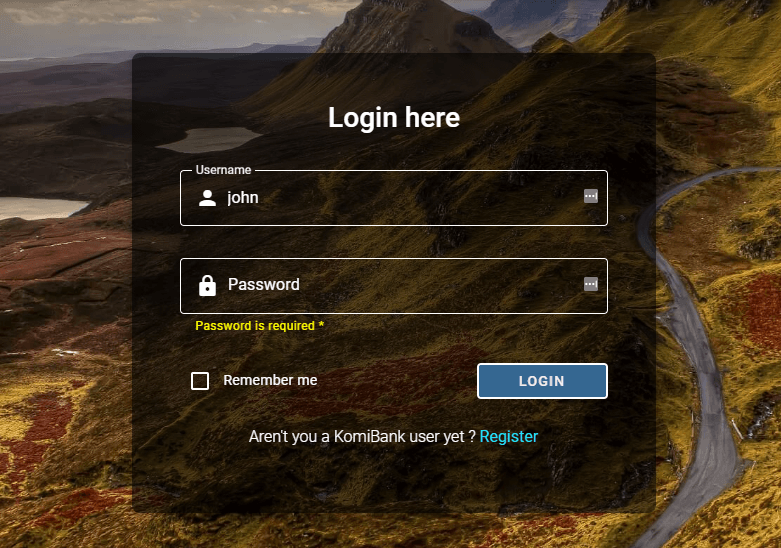 Login here
Username
john
Password
Password is required *
Remember me
LOGIN
Aren't you a KomiBank user yet ? Register